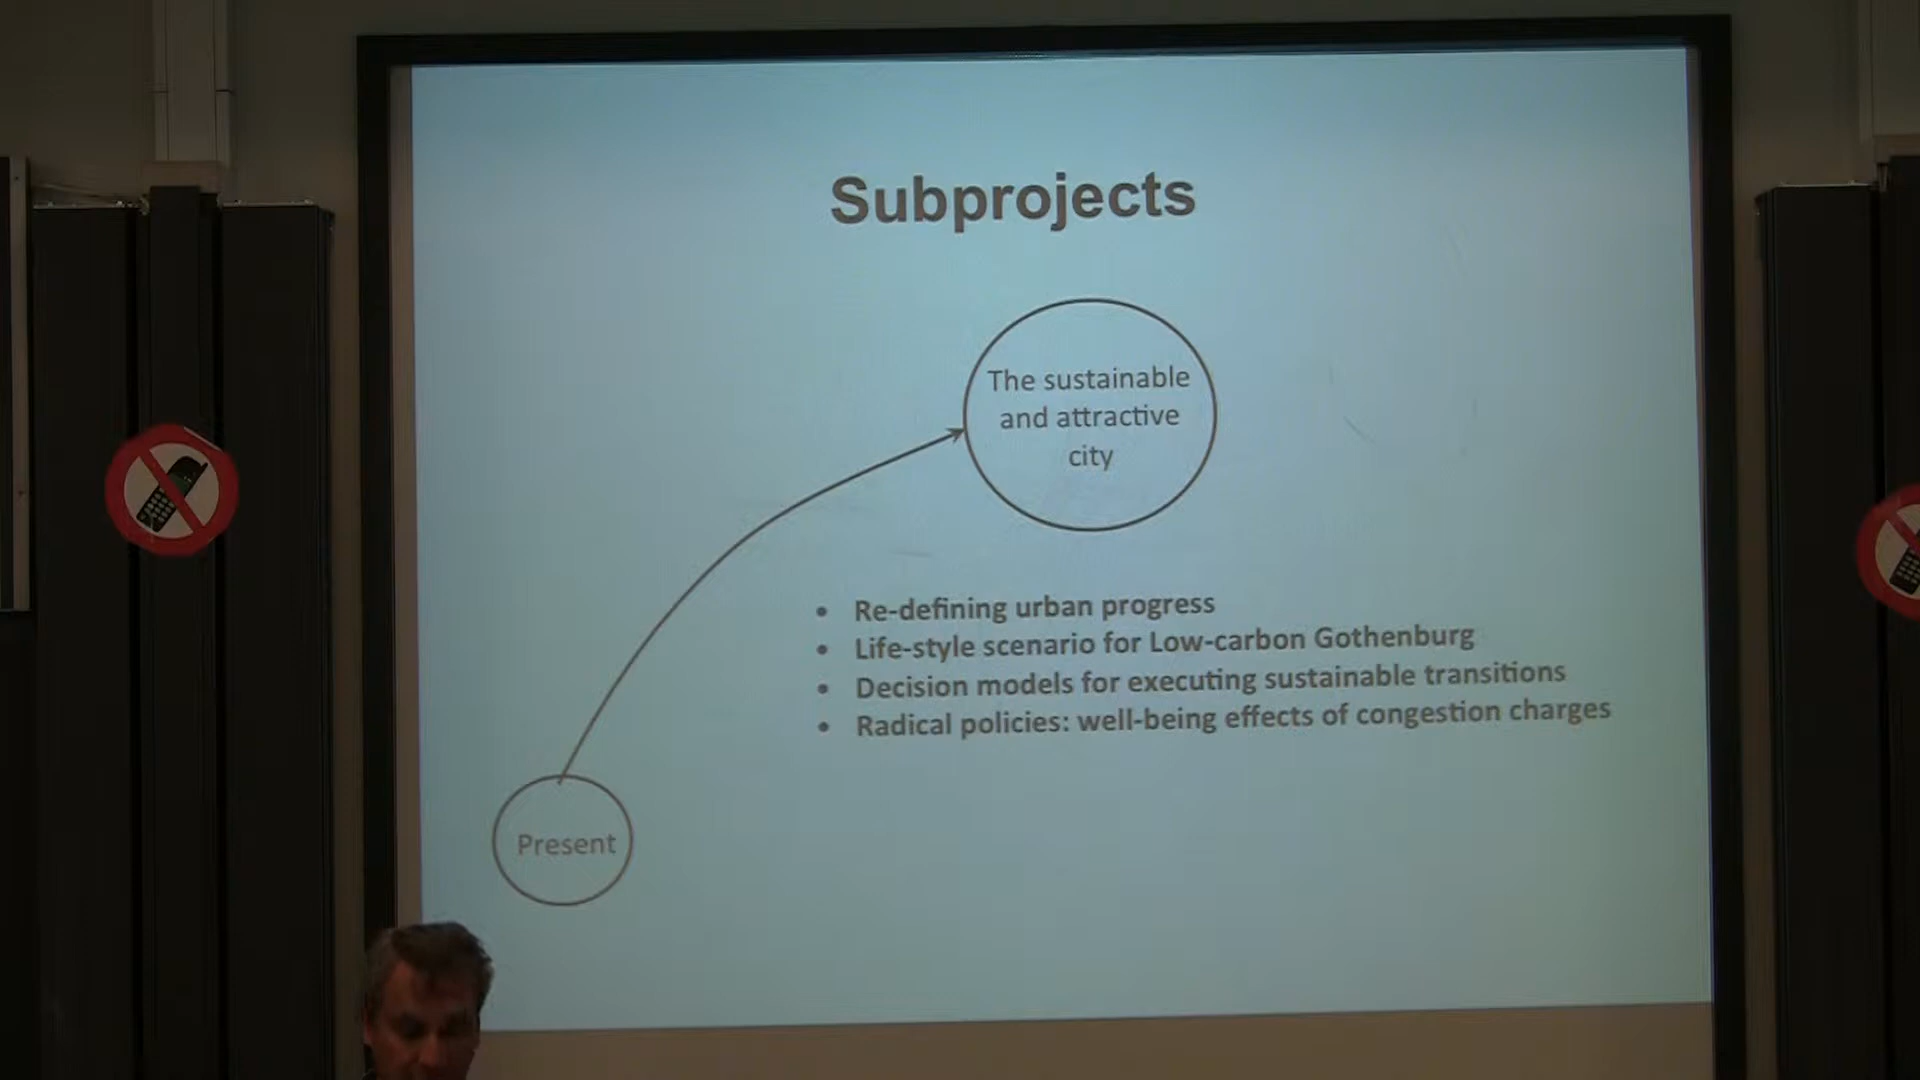 Subprojects
The sustainable
and attractive
city
• Re-defining urban progress
• Life-style scenario for Low-carbon Gothenburg
• Decision models for executing sustainable transitions
• Radical policies: well-being effects of congestion charges
Present